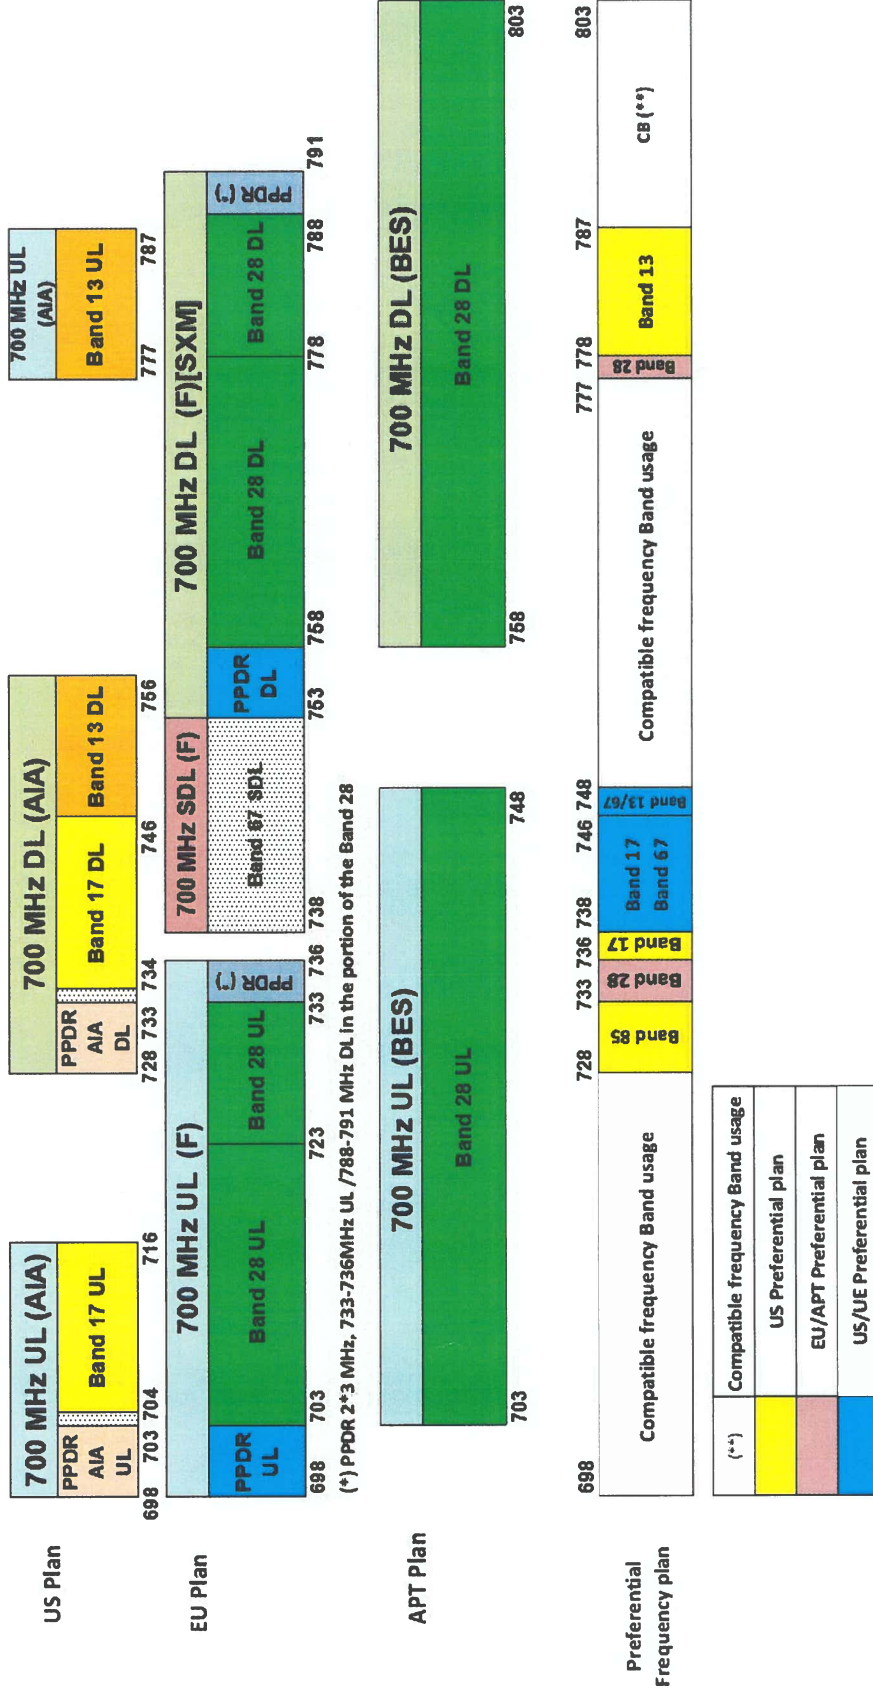 US Plan
700 MHz UL (AIA)
700 MHz DL (AIA)
700 MHz UL
(AIA)
PPDR
AIA
UL
Band 17 UL
PPDR
AIA
DL
Band 17 DL
Band 13 DL
Band 13 UL
698 703 704 716 728 733 734 746 756 777 787
EU Plan
700 MHz UL (F)
700 MHz SDL (F)
700 MHz DL (F)[SXM]
PPDR
UL
Band 28 UL
Band 28 UL
PPDR (*)
Band 67 SDL
PPDR
DL
Band 28 DL
Band 28 DL
PPDR (*)
698 703 723 733 736 738 753 758 778 788 791
(*) PPDR 2*3 MHz, 733-736MHz UL /788-791 MHz DL in the portion of the Band 28
APT Plan
700 MHz UL (BES)
700 MHz DL (BES)
Band 28 UL
Band 28 DL
703 748 758 803
698 728 733 736 738 746 748 777 778 787 803
Preferential
Frequency plan
Compatible frequency Band usage
Band 85
Band 28
Band 17
Band 17
Band 67
Band 13/67
Compatible frequency Band usage
Band 28
Band 13
CB (**)
(**) Compatible frequency Band usage
US Preferential plan
EU/APT Preferential plan
US/UE Preferential plan